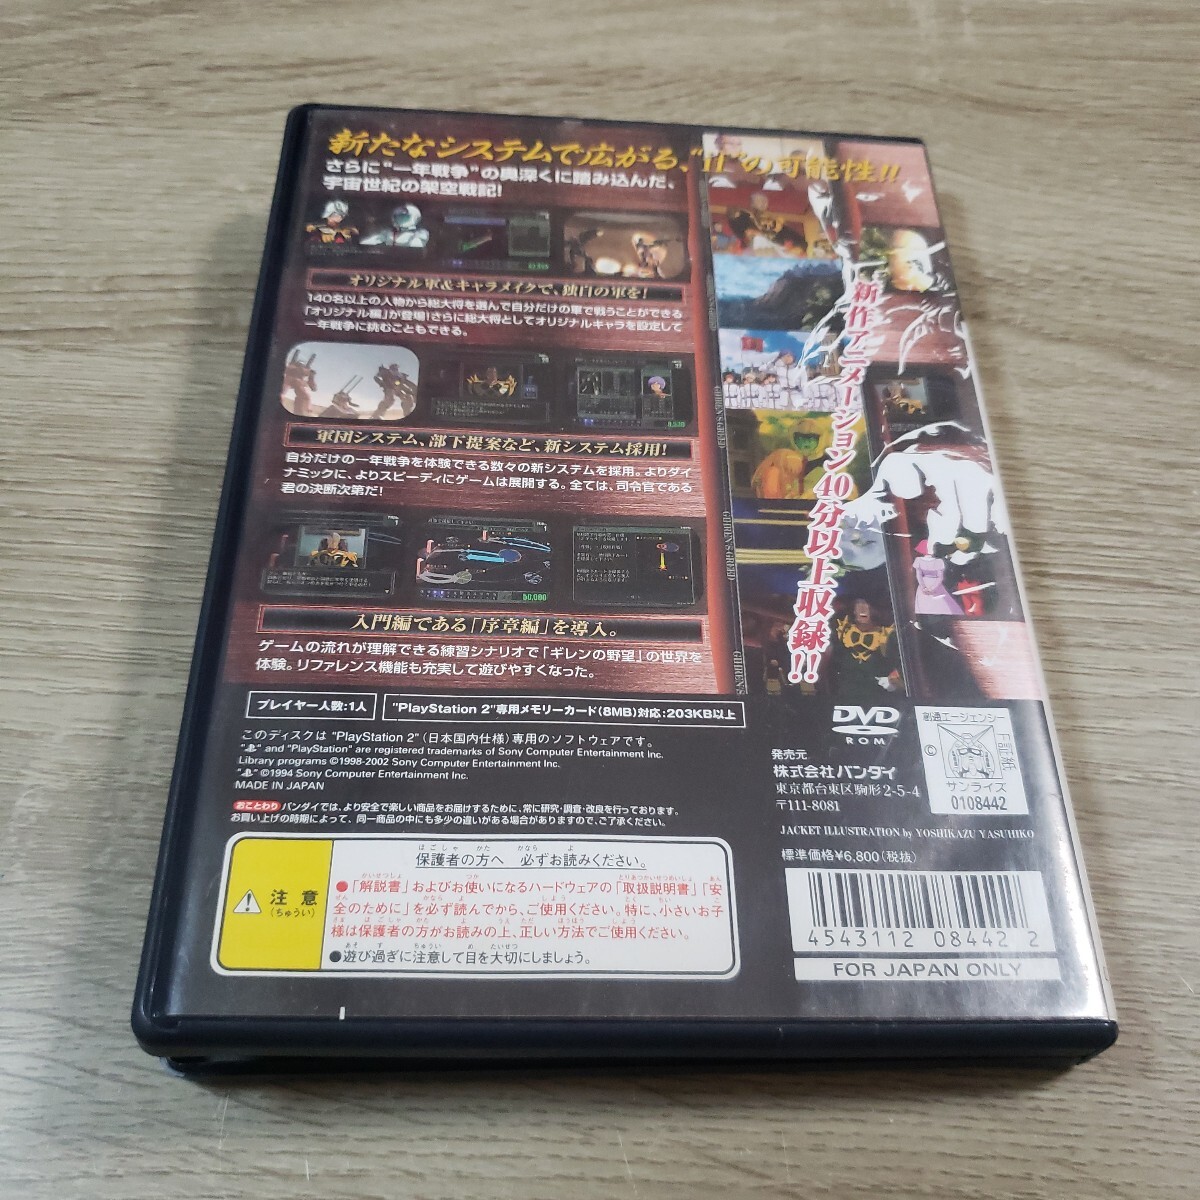 新たなシステムで広がる、“II”の可能性!!
さらに“一年戦争”の奥深くに踏み込んだ、
宇宙世紀の架空戦記!
オリジナル軍&キャラメイクで、独自の軍を!
140名以上の人物から総大将を選んで自分だけの軍で戦うことができる
「オリジナル編」が登場!さらに総大将としてオリジナルキャラを設定して
一年戦争に挑むこともできる。
軍団システム、部下提案など、新システム採用!
自分だけの一年戦争を体験できる数々の新システムを採用。よりダイ
ナミックに、よりスピーディにゲームは展開する。全ては、司令官である
君の決断次第だ!
50,000
入門編である「序章編」を導入。
ゲームの流れが理解できる練習シナリオで「ギレンの野望」の世界を
体験。リファレンス機能も充実して遊びやすくなった。
新作アニメーション40分以上収録!!
GIHREN'S GREED
GIHREN'S GREED
GIHREN'S
プレイヤー人数:1人
"PlayStation 2"専用メモリーカード(8MB)対応:203KB以上
このディスクは "PlayStation 2"(日本国内仕様)専用のソフトウェアです。
" " and "PlayStation" are registered trademarks of Sony Computer Entertainment Inc.
Library programs ©1998-2002 Sony Computer Entertainment Inc.
" " ©1994 Sony Computer Entertainment Inc.
MADE IN JAPAN
おことわり バンダイでは、より安全で楽しい商品をお届けするために、常に研究・調査・改良を行っております。
お買い上げの時期によって、同一商品の中にも多少の違いがある場合がありますので、ご了承ください。
DVD
ROM
発売元
株式会社バンダイ
東京都台東区駒形2-5-4
〒111-8081
創通エージェンシー
©
証紙
サンライズ
0108442
JACKET ILLUSTRATION by YOSHIKAZU YASUHIKO
標準価格¥6,800(税抜)
注意
(ちゅうい)
保護者の方へ 必ずお読みください。
●「解説書」およびお使いになるハードウェアの「取扱説明書」「安
全のために」を必ず読んでから、ご使用ください。特に、小さいお子
様は保護者の方がお読みの上、正しい方法でご使用ください。
●遊び過ぎに注意して目を大切にしましょう。
4543112 08442 2
FOR JAPAN ONLY